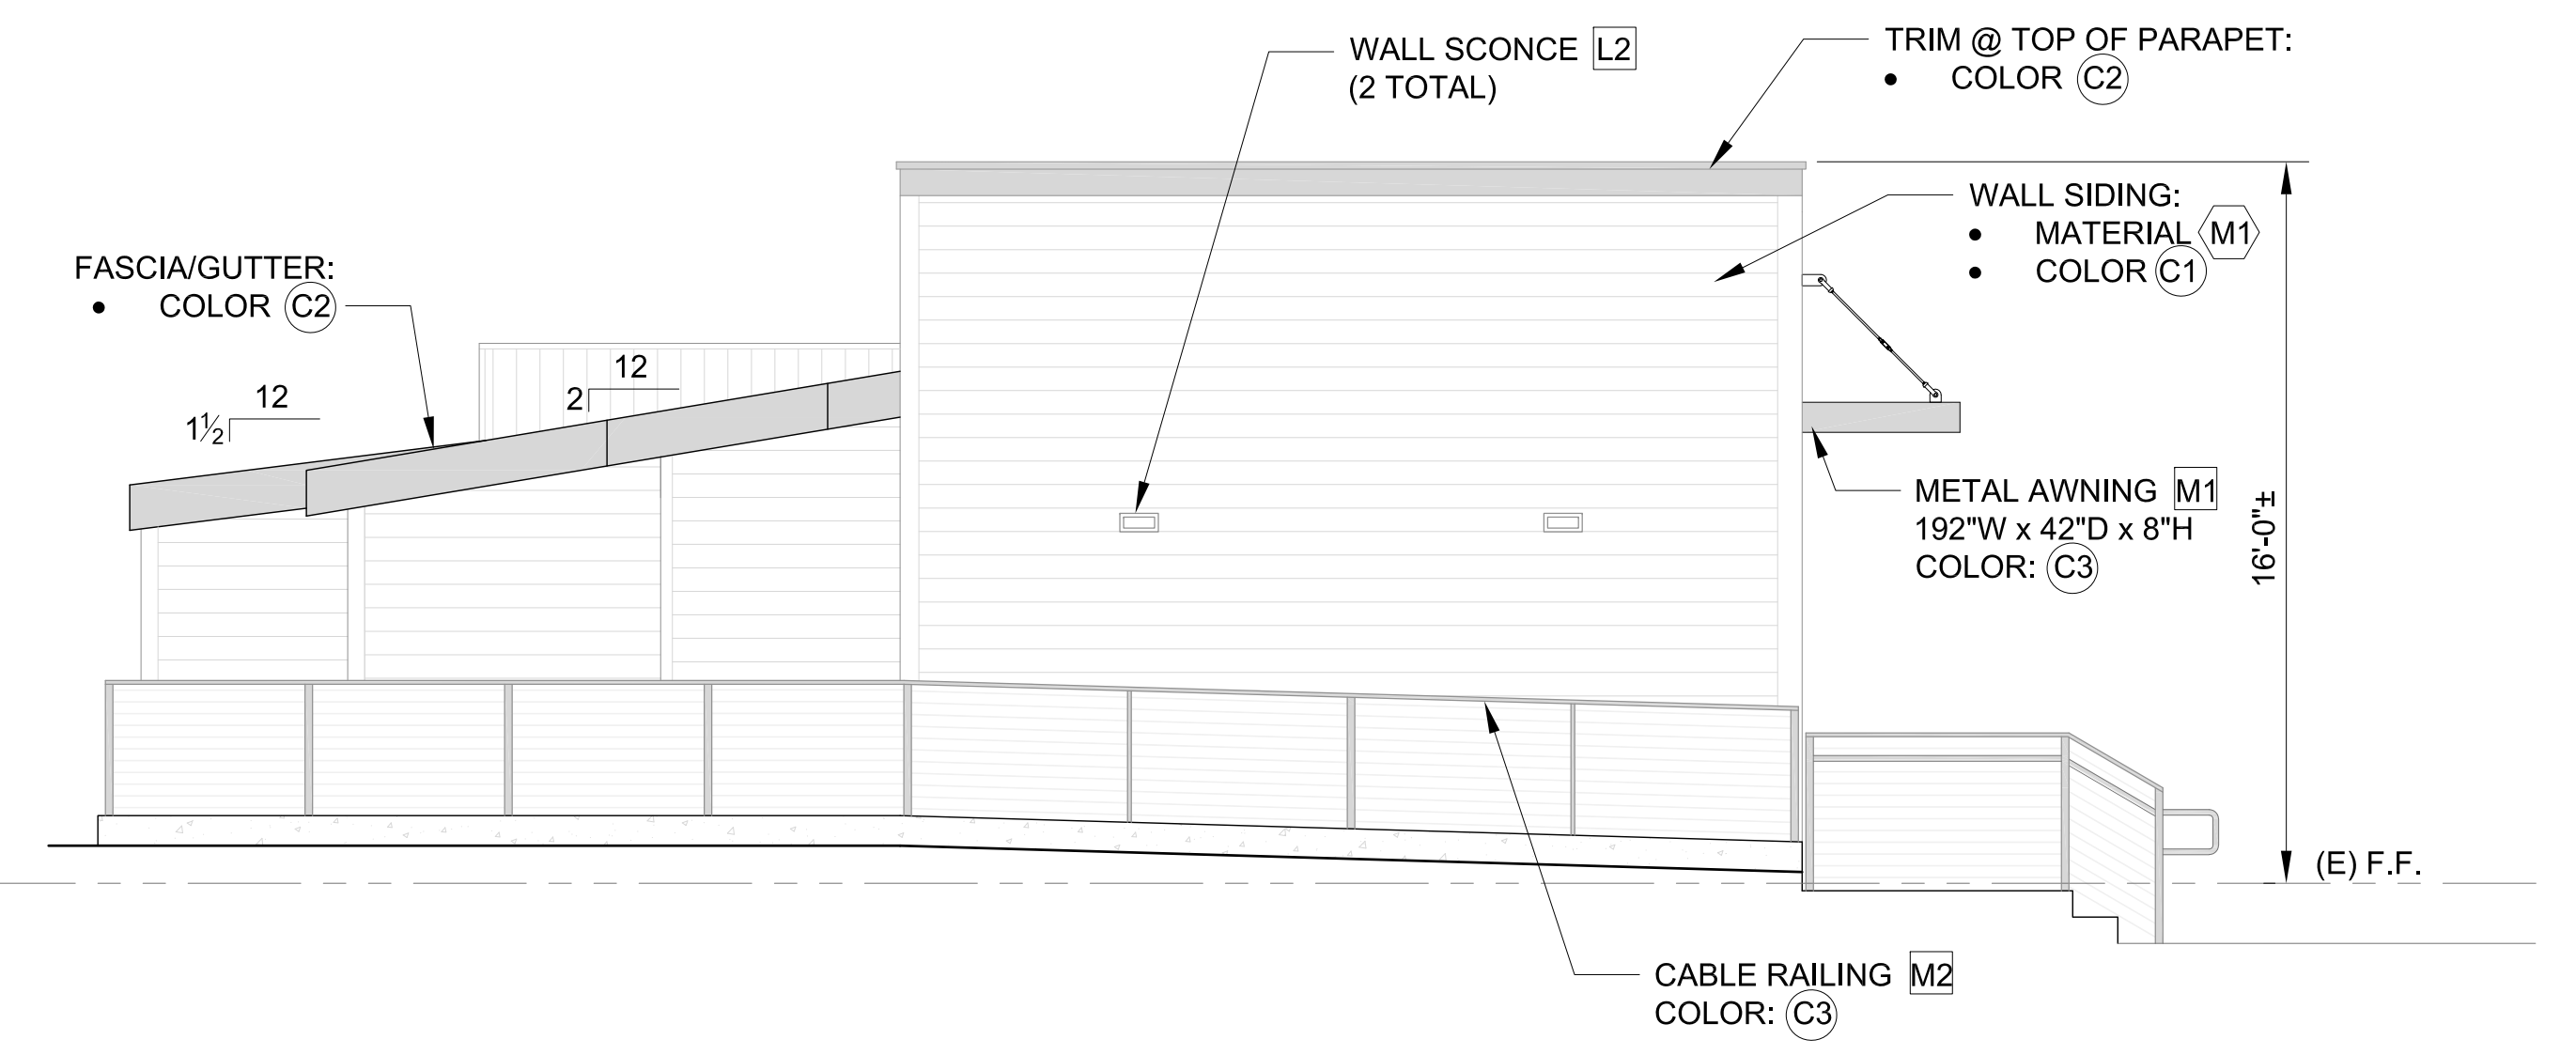 WALL SCONCE L2
(2 TOTAL)
TRIM @ TOP OF PARAPET:
• COLOR C2
WALL SIDING:
• MATERIAL M1
• COLOR C1
FASCIA/GUTTER:
• COLOR C2
12
1½
12
2
METAL AWNING M1
192"W x 42"D x 8"H
COLOR: C3
16'-0"±
(E) F.F.
CABLE RAILING M2
COLOR: C3